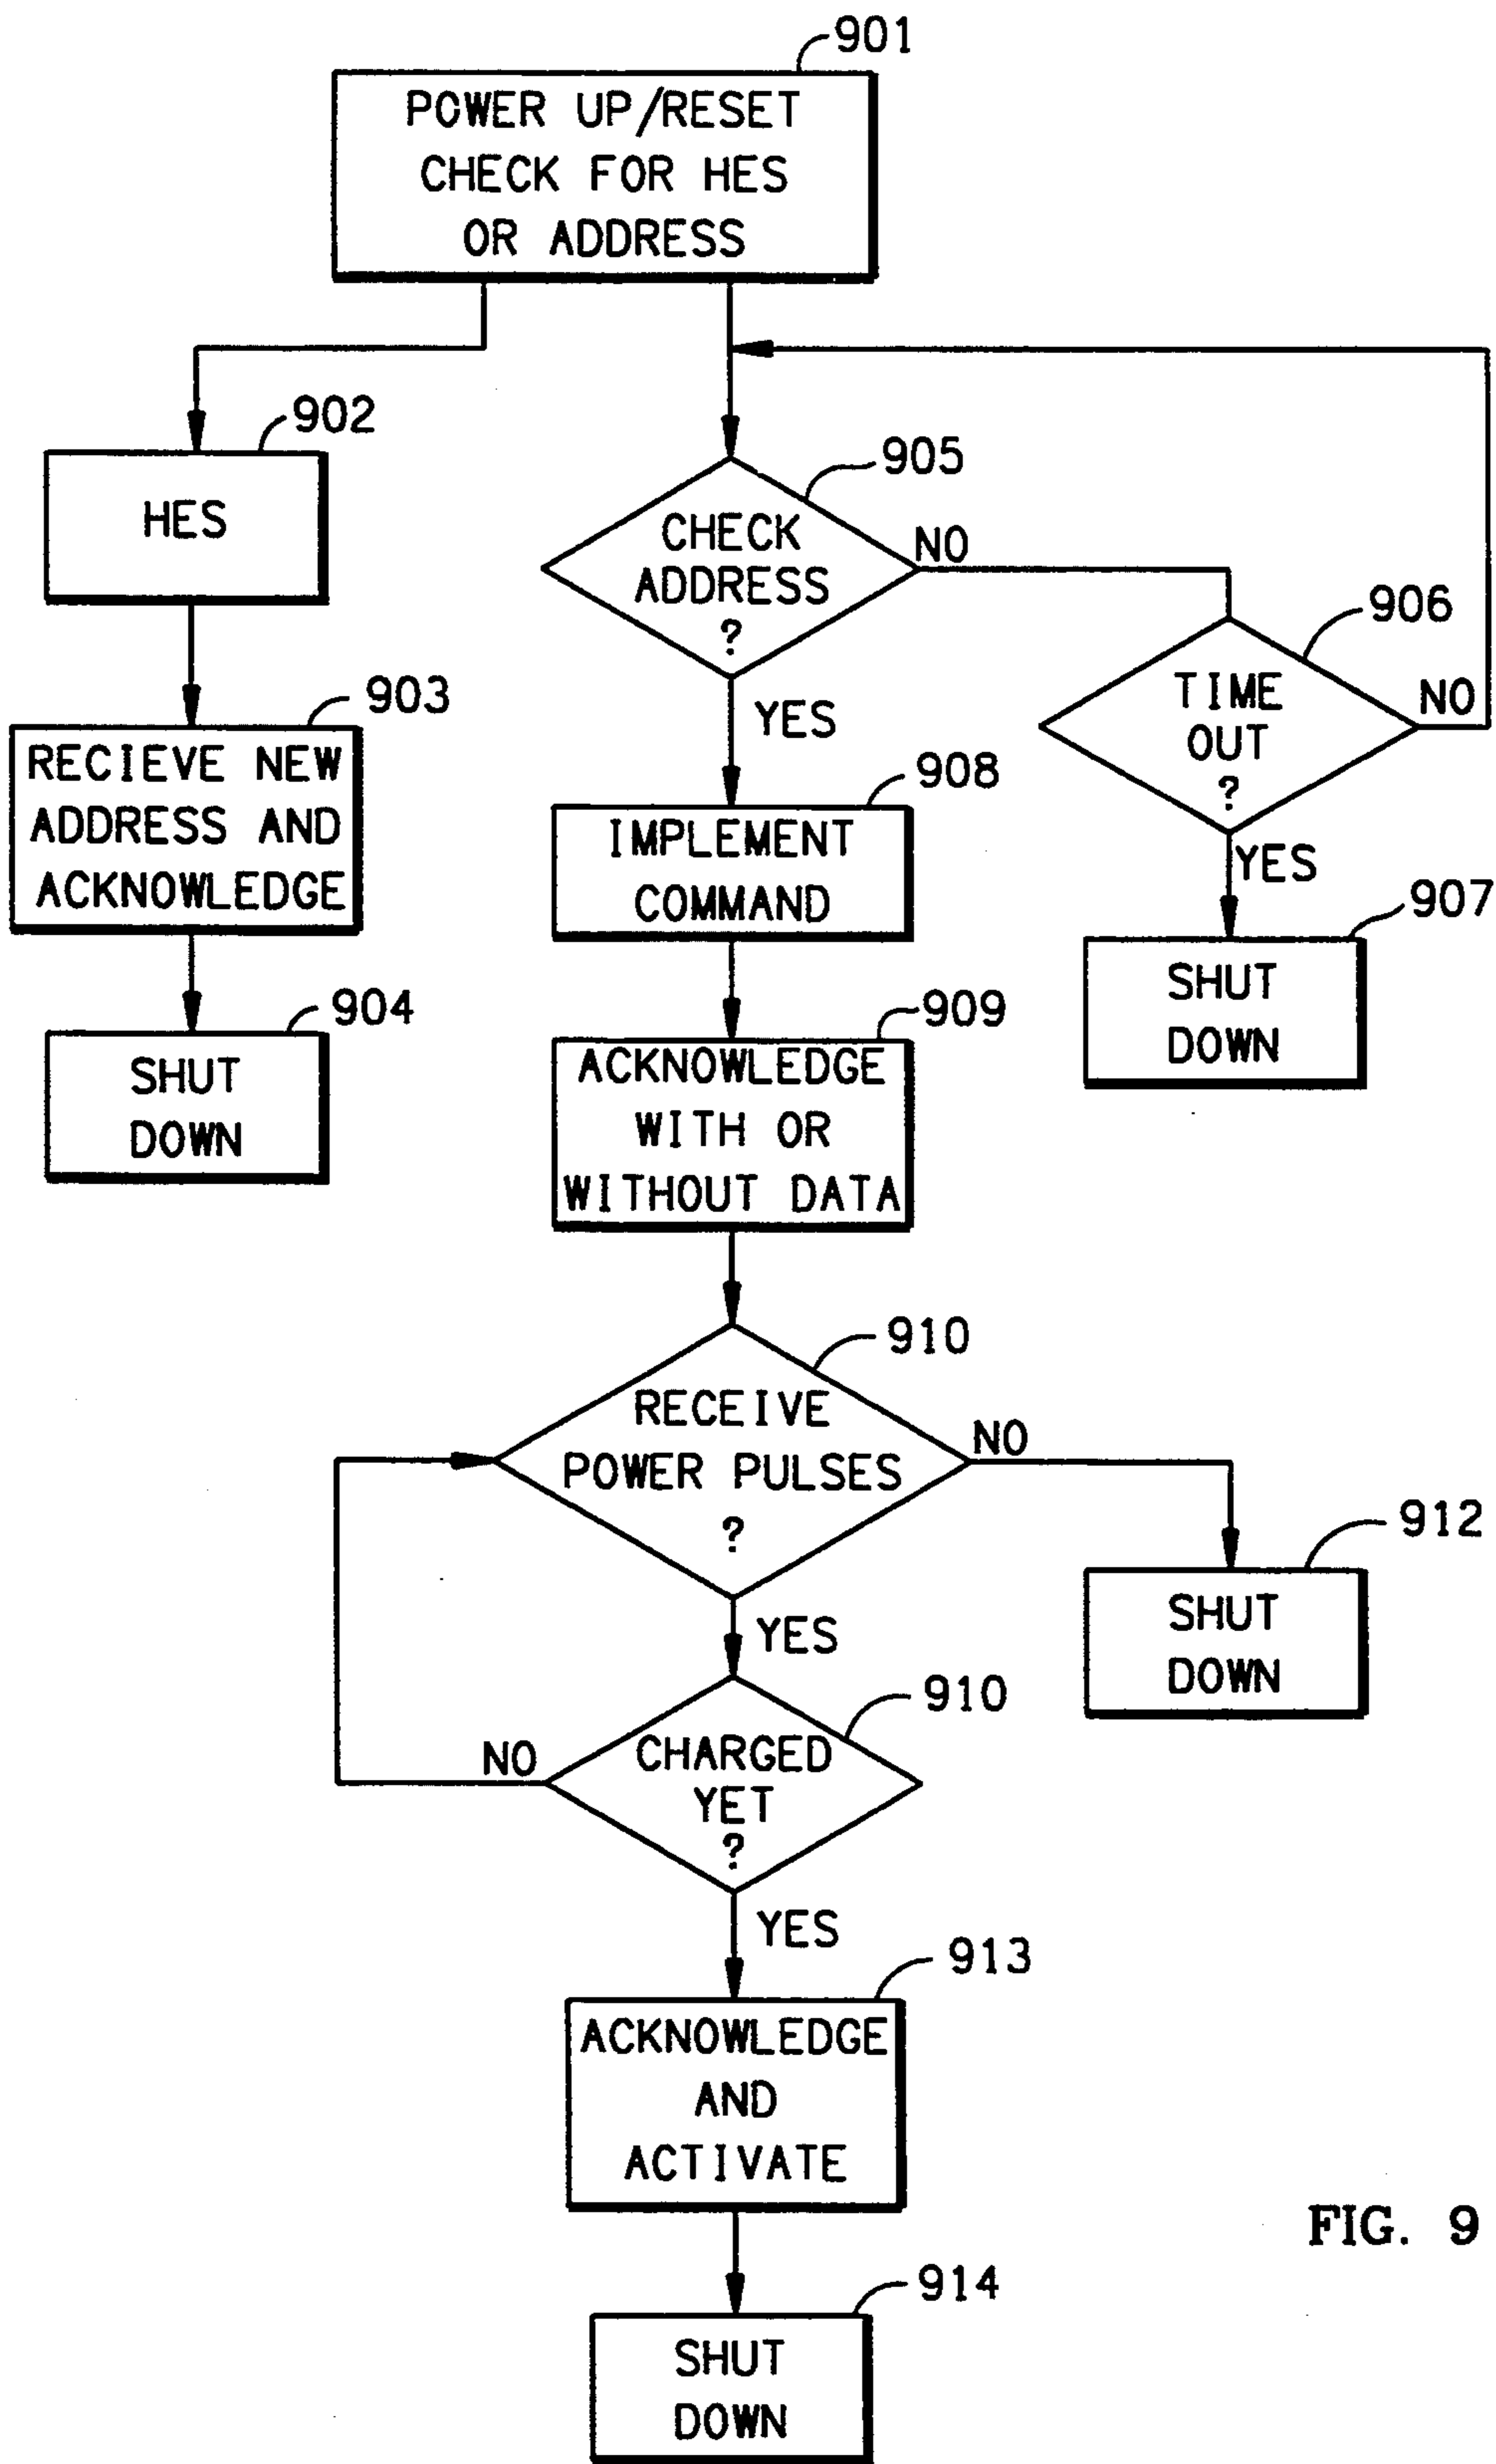 901
POWER UP/RESET
CHECK FOR HES
OR ADDRESS
902
HES
903
RECIEVE NEW
ADDRESS AND
ACKNOWLEDGE
904
SHUT
DOWN
905
CHECK
ADDRESS
?
NO
YES
906
TIME
OUT
?
NO
YES
907
SHUT
DOWN
908
IMPLEMENT
COMMAND
909
ACKNOWLEDGE
WITH OR
WITHOUT DATA
910
RECEIVE
POWER PULSES
?
NO
YES
912
SHUT
DOWN
910
CHARGED
YET
?
NO
YES
913
ACKNOWLEDGE
AND
ACTIVATE
914
SHUT
DOWN
FIG. 9